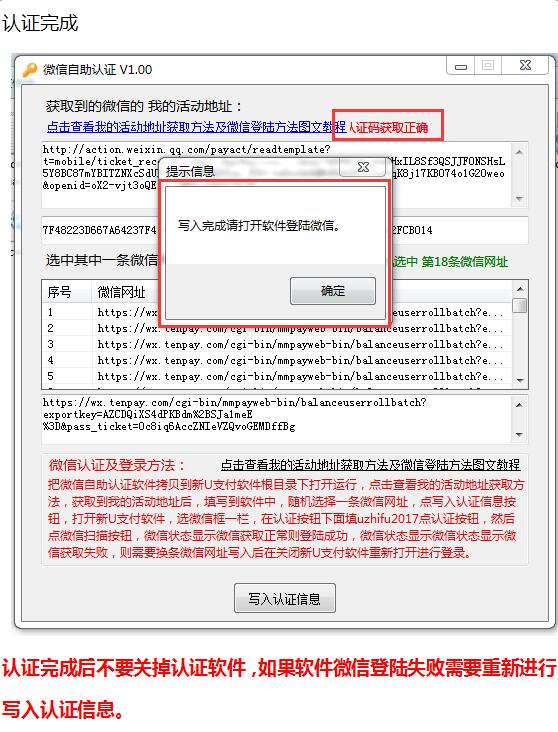 认证完成
微信自助认证 V1.00
获取到的微信的 我的活动地址：
点击查看我的活动地址获取方法及微信登陆方法图文教程
认证码获取正确
http://action.weixin.qq.com/payact/readtemplate?
t=mobile/ticket_rec
5Y8BC87mYBITZNXcSdU
&openid=oX2-vjt3oQE
提示信息
写入完成请打开软件登陆微信。
确定
7F48223D667A64237F4
2FCB014
选中其中一条微信
选中 第18条微信网址
序号 微信网址
1 https://wx.tenpay.com/cgi-bin/mmpayweb-bin/balanceuserrollbatch?e...
2 https://wx.tenpay.com/cgi-bin/mmpayweb-bin/balanceuserrollbatch?e...
3 https://wx.tenpay.com/cgi-bin/mmpayweb-bin/balanceuserrollbatch?e...
4 https://wx.tenpay.com/cgi-bin/mmpayweb-bin/balanceuserrollbatch?e...
5 https://wx.tenpay.com/cgi-bin/mmpayweb-bin/balanceuserrollbatch?e...
https://wx.tenpay.com/cgi-bin/mmpayweb-bin/balanceuserrollbatch?
exportkey=AZCDQiXS4dPKBdm%2BSJa1meE
%3D&pass_ticket=Oc8iq6AccZNIeVZQvoGEMDffBg
微信认证及登录方法：
点击查看我的活动地址获取方法及微信登陆方法图文教程
把微信自助认证软件拷贝到新U支付软件根目录下打开运行，点击查看我的活动地址获取方
法，获取到我的活动地址后，填写到软件中，随机选择一条微信网址，点写入认证信息按
钮，打开新U支付软件，选微信框一栏，在认证按钮下面填uzhifu2017点认证按钮，然后
点微信扫描按钮，微信状态显示微信获取正常则登陆成功，微信状态显示微信状态显示微
信获取失败，则需要换条微信网址写入后在关闭新U支付软件重新打开进行登录。
写入认证信息
认证完成后不要关掉认证软件 ,如果软件微信登陆失败需要重新进行
写入认证信息。